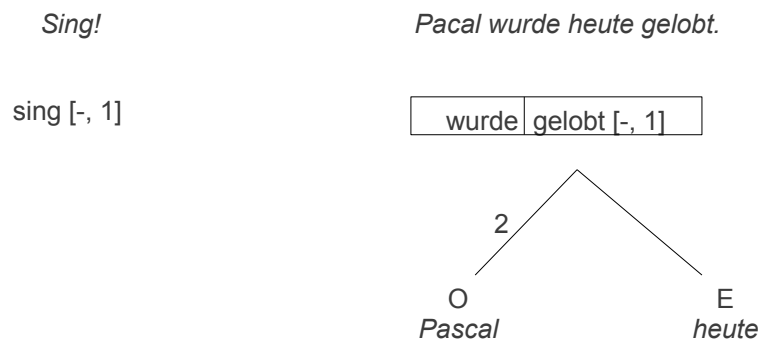 Sing!
Pacal wurde heute gelobt.
sing [-, 1]
wurde gelobt [-, 1]
2
O E
Pascal heute